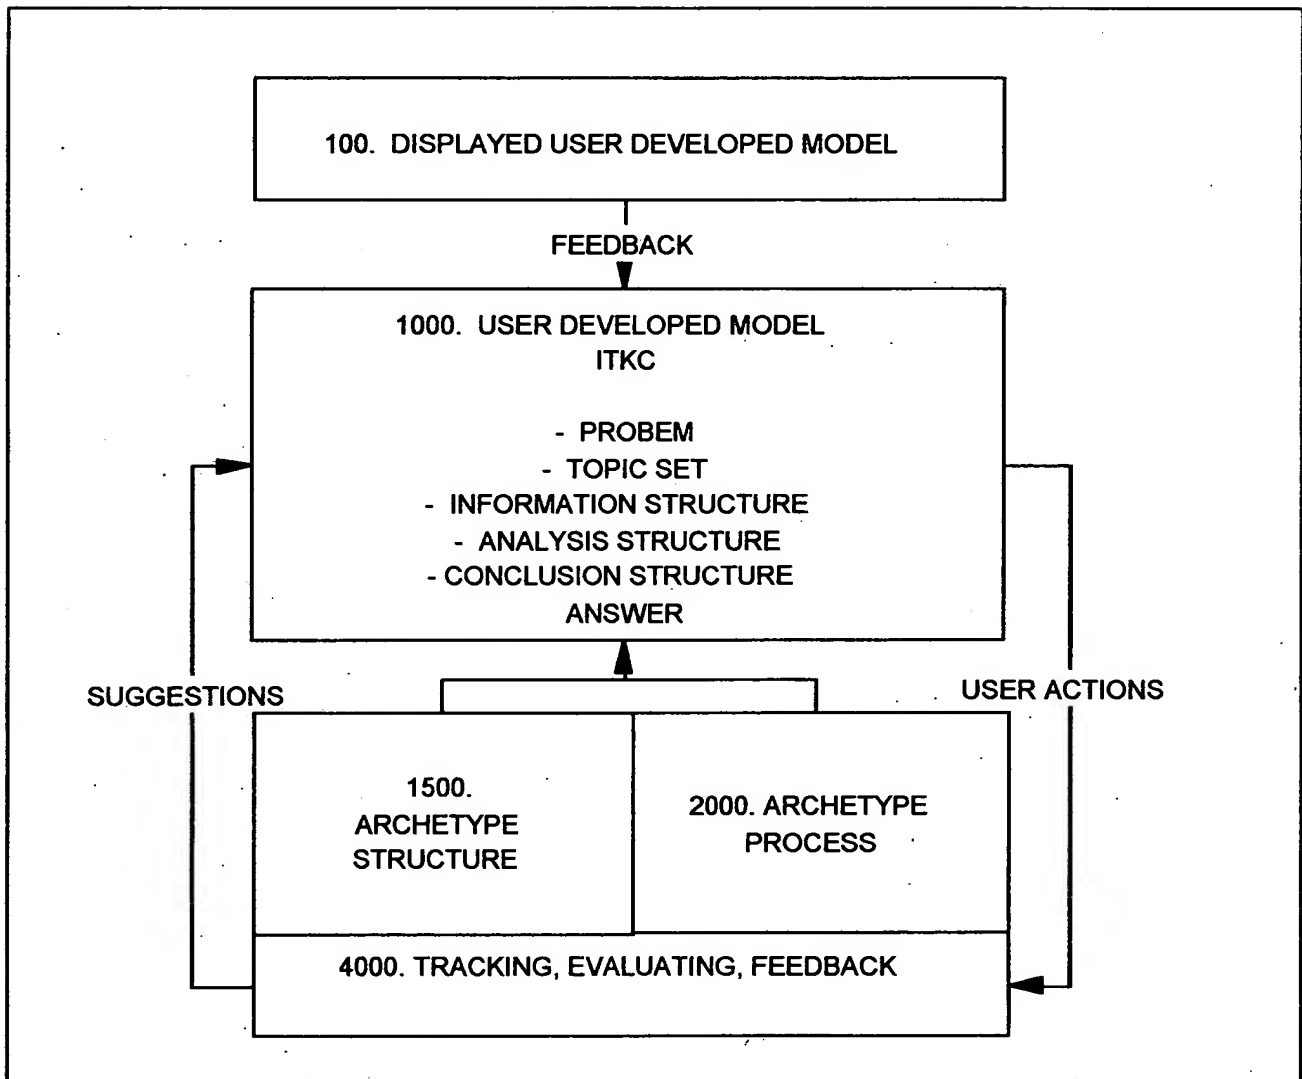 100. DISPLAYED USER DEVELOPED MODEL
FEEDBACK
1000. USER DEVELOPED MODEL
ITKC
- PROBEM
- TOPIC SET
- INFORMATION STRUCTURE
- ANALYSIS STRUCTURE
- CONCLUSION STRUCTURE
ANSWER
SUGGESTIONS
USER ACTIONS
1500.
ARCHETYPE
STRUCTURE
2000. ARCHETYPE
PROCESS
4000. TRACKING, EVALUATING, FEEDBACK